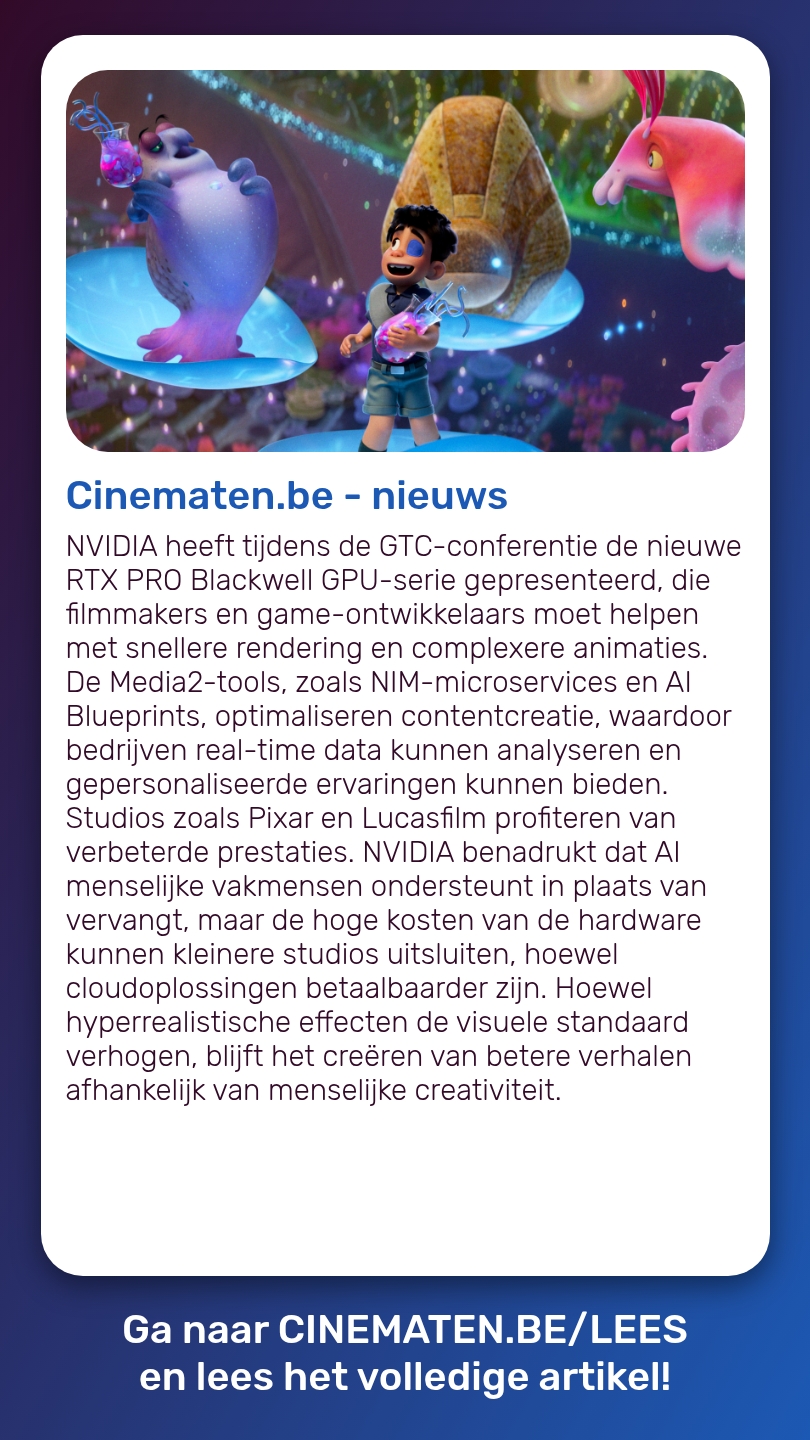 Cinematen.be - nieuws
NVIDIA heeft tijdens de GTC-conferentie de nieuwe
RTX PRO Blackwell GPU-serie gepresenteerd, die
filmmakers en game-ontwikkelaars moet helpen
met snellere rendering en complexere animaties.
De Media2-tools, zoals NIM-microservices en AI
Blueprints, optimaliseren contentcreatie, waardoor
bedrijven real-time data kunnen analyseren en
gepersonaliseerde ervaringen kunnen bieden.
Studios zoals Pixar en Lucasfilm profiteren van
verbeterde prestaties. NVIDIA benadrukt dat AI
menselijke vakmensen ondersteunt in plaats van
vervangt, maar de hoge kosten van de hardware
kunnen kleinere studios uitsluiten, hoewel
cloudoplossingen betaalbaarder zijn. Hoewel
hyperrealistische effecten de visuele standaard
verhogen, blijft het creëren van betere verhalen
afhankelijk van menselijke creativiteit.
Ga naar CINEMATEN.BE/LEES
en lees het volledige artikel!